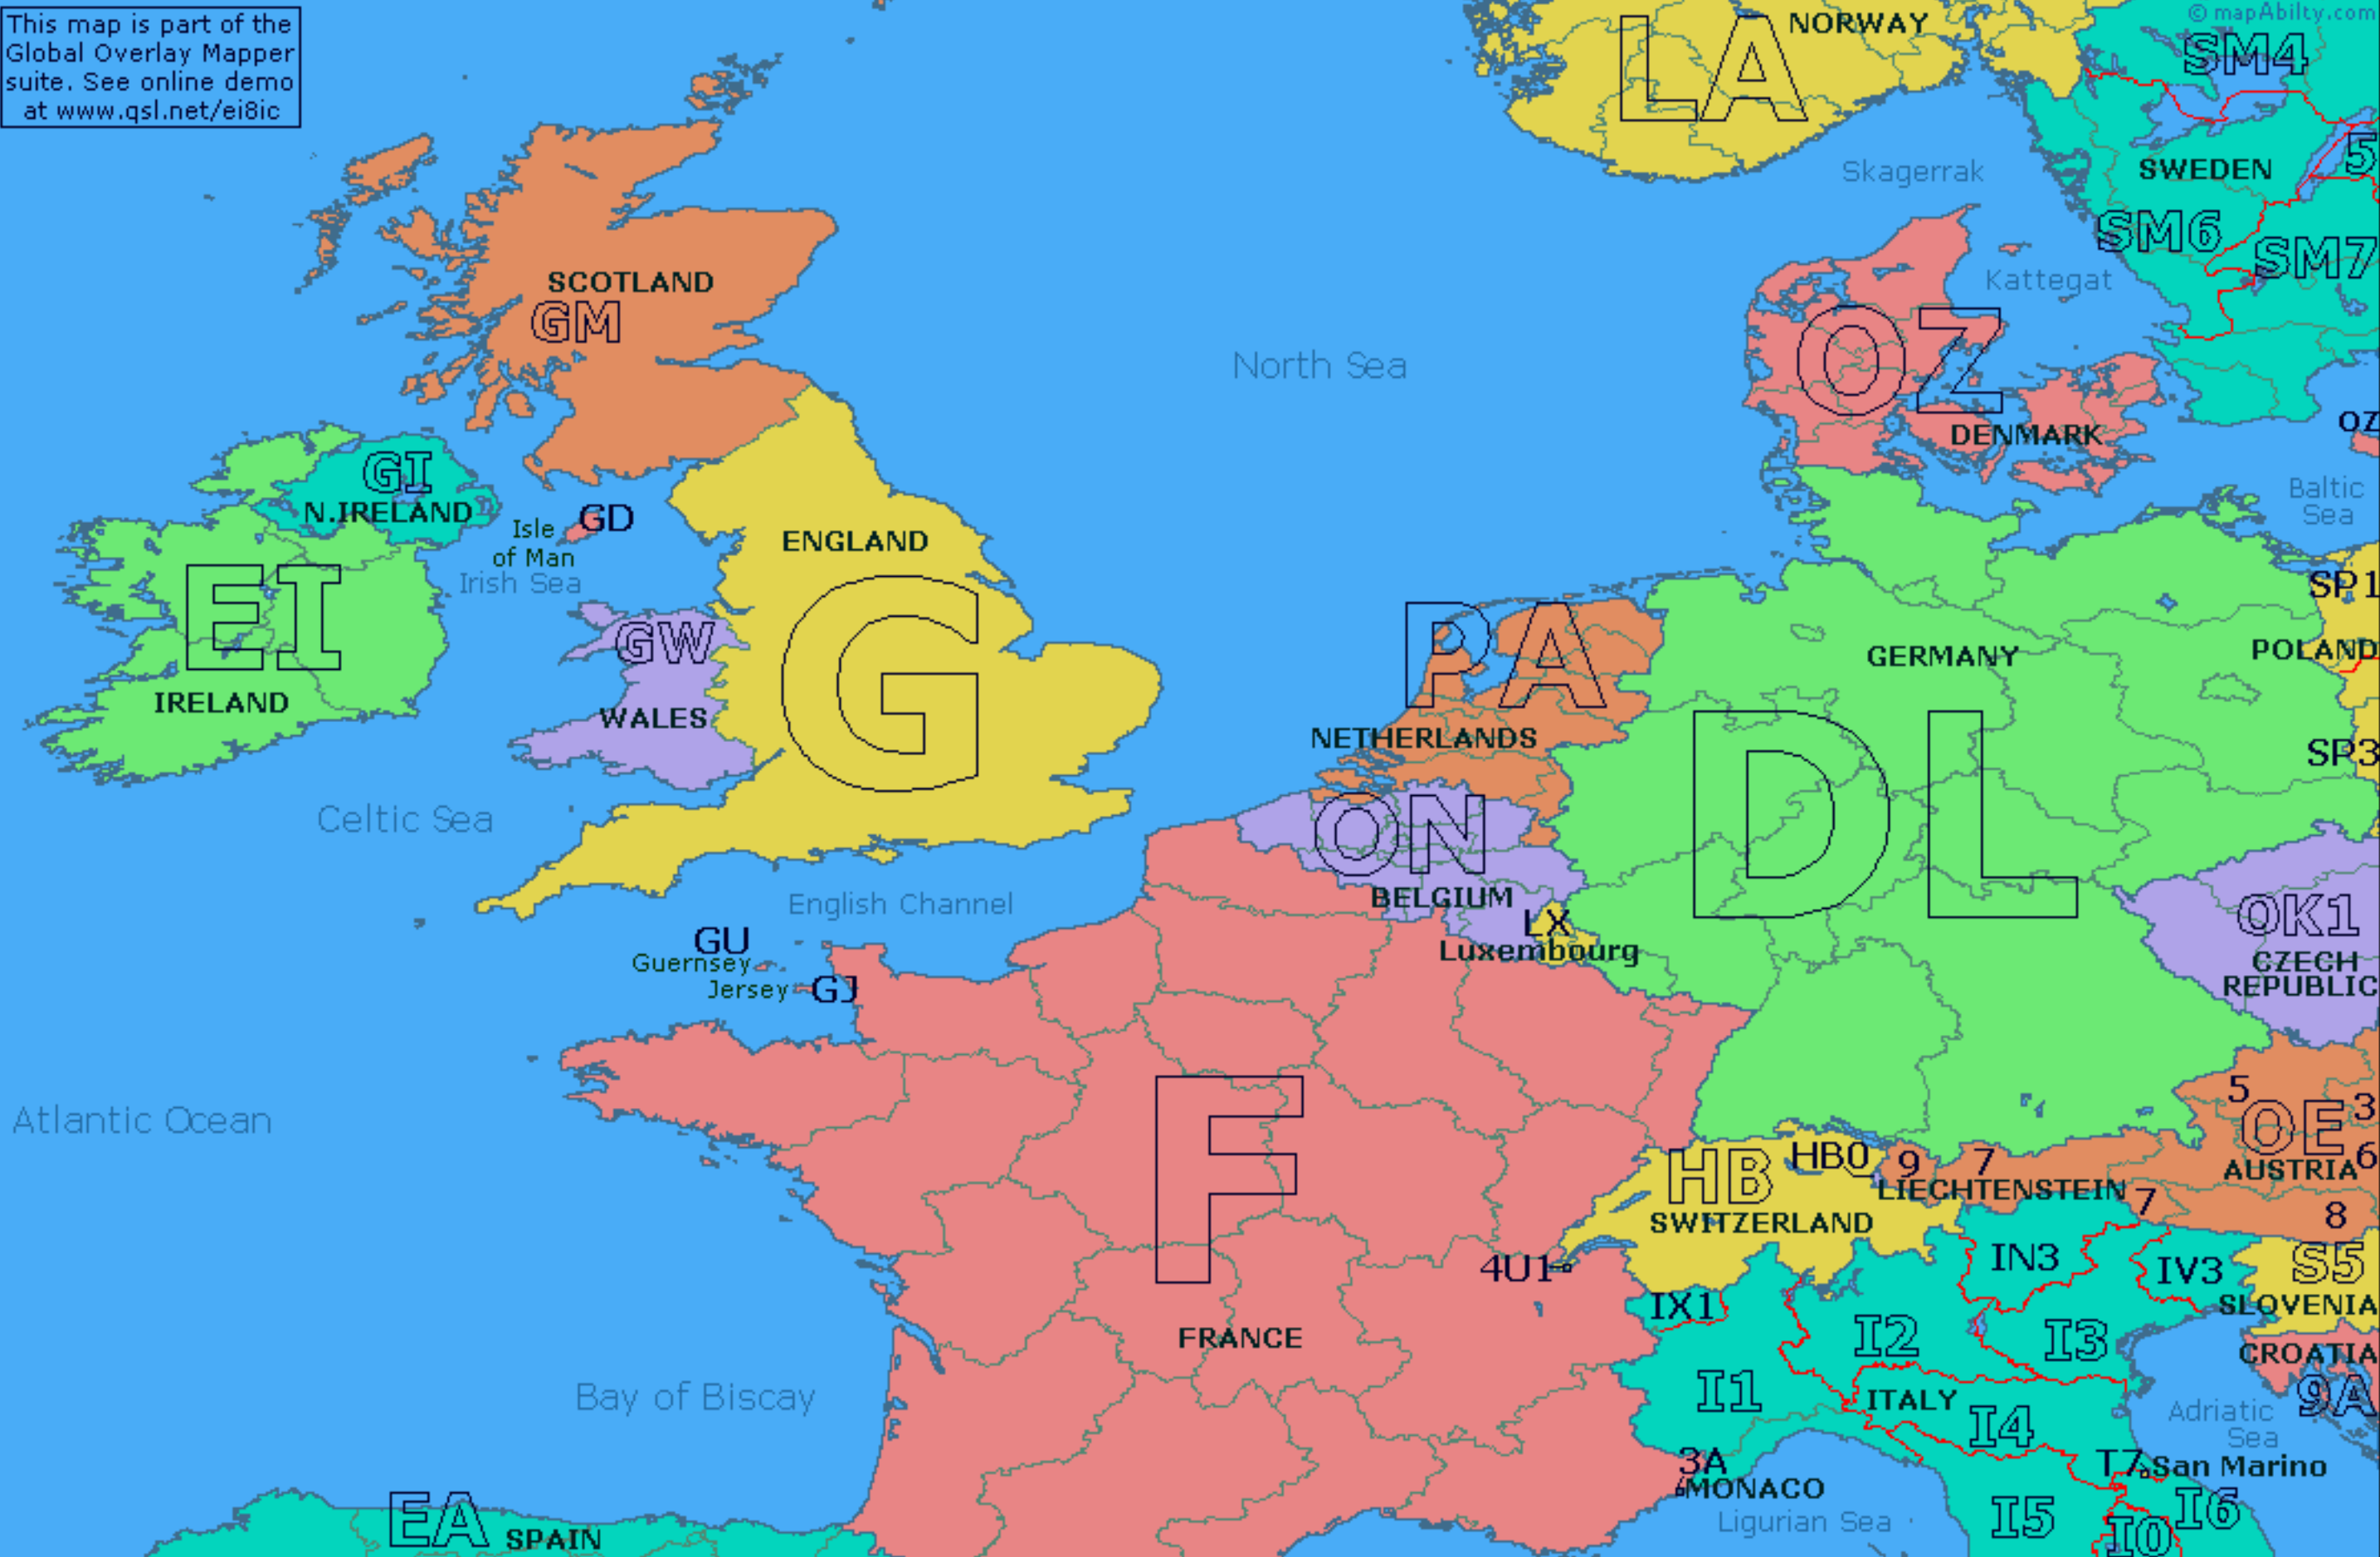 This map is part of the
Global Overlay Mapper
suite. See online demo
at www.qsl.net/ei8ic
© mapAbilty.com
NORWAY
LA
SM4
Skagerrak
SWEDEN
5
SM6
SM7
Kattegat
SCOTLAND
GM
North Sea
OZ
DENMARK
OZ
Baltic
Sea
GI
N.IRELAND
Isle
of Man
GD
Irish Sea
ENGLAND
G
EI
IRELAND
GW
WALES
PA
NETHERLANDS
GERMANY
DL
SP1
POLAND
SP3
Celtic Sea
ON
BELGIUM
LX
Luxembourg
English Channel
GU
Guernsey
Jersey
GJ
OK1
CZECH
REPUBLIC
Atlantic Ocean
F
FRANCE
5
OE
3
6
AUSTRIA
HB
HB0
9
7
LIECHTENSTEIN
7
8
SWITZERLAND
4U1
IN3
IV3
S5
SLOVENIA
IX1
I2
I3
CROATIA
9A
I1
ITALY
I4
Adriatic
Sea
Bay of Biscay
3A
MONACO
T7
San Marino
Ligurian Sea
I5
I6
I0
EA
SPAIN